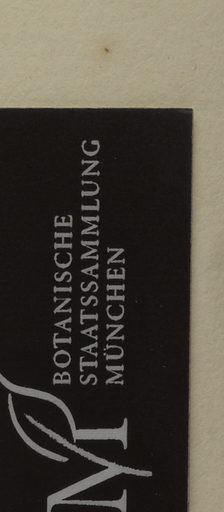 BOTANISCHE
STAATSSAMMLUNG
MÜNCHEN
M